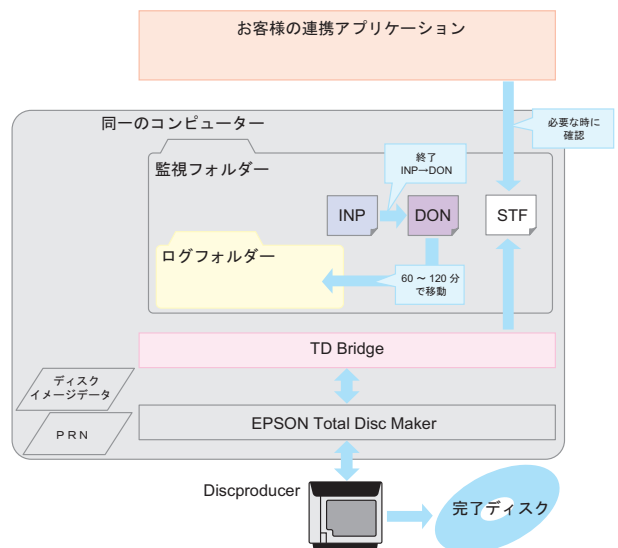 お客様の連携アプリケーション
同一のコンピューター
必要な時に
確認
監視フォルダー
終了
INP→DON
INP
DON
STF
ログフォルダー
60 ~ 120 分
で移動
TD Bridge
ディスク
イメージデータ
EPSON Total Disc Maker
PRN
Discproducer
完了ディスク